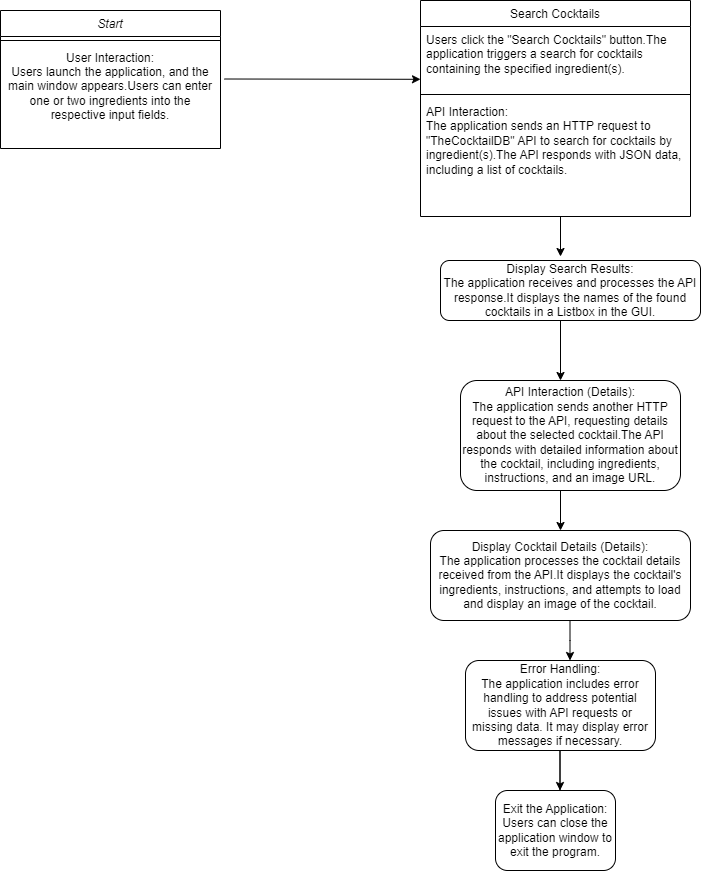 Start
User Interaction:
Users launch the application, and the
main window appears.Users can enter
one or two ingredients into the
respective input fields.
Search Cocktails
Users click the "Search Cocktails" button.The
application triggers a search for cocktails
containing the specified ingredient(s).
API Interaction:
The application sends an HTTP request to
"TheCocktailDB" API to search for cocktails by
ingredient(s).The API responds with JSON data,
including a list of cocktails.
Display Search Results:
The application receives and processes the API
response.It displays the names of the found
cocktails in a Listbox in the GUI.
API Interaction (Details):
The application sends another HTTP
request to the API, requesting details
about the selected cocktail.The API
responds with detailed information about
the cocktail, including ingredients,
instructions, and an image URL.
Display Cocktail Details (Details):
The application processes the cocktail details
received from the API.It displays the cocktail's
ingredients, instructions, and attempts to load
and display an image of the cocktail.
Error Handling:
The application includes error
handling to address potential
issues with API requests or
missing data. It may display error
messages if necessary.
Exit the Application:
Users can close the
application window to
exit the program.